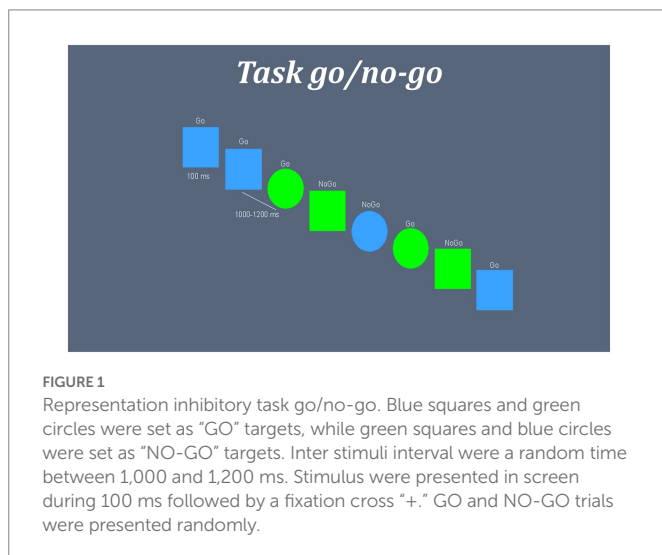 Task go/no-go
Go
Go
100 ms
Go
1000-1200 ms
NoGo
NoGo
Go
NoGo
Go
FIGURE 1
Representation inhibitory task go/no-go. Blue squares and green
circles were set as “GO” targets, while green squares and blue circles
were set as “NO-GO” targets. Inter stimuli interval were a random time
between 1,000 and 1,200 ms. Stimulus were presented in screen
during 100 ms followed by a fixation cross “+.” GO and NO-GO trials
were presented randomly.